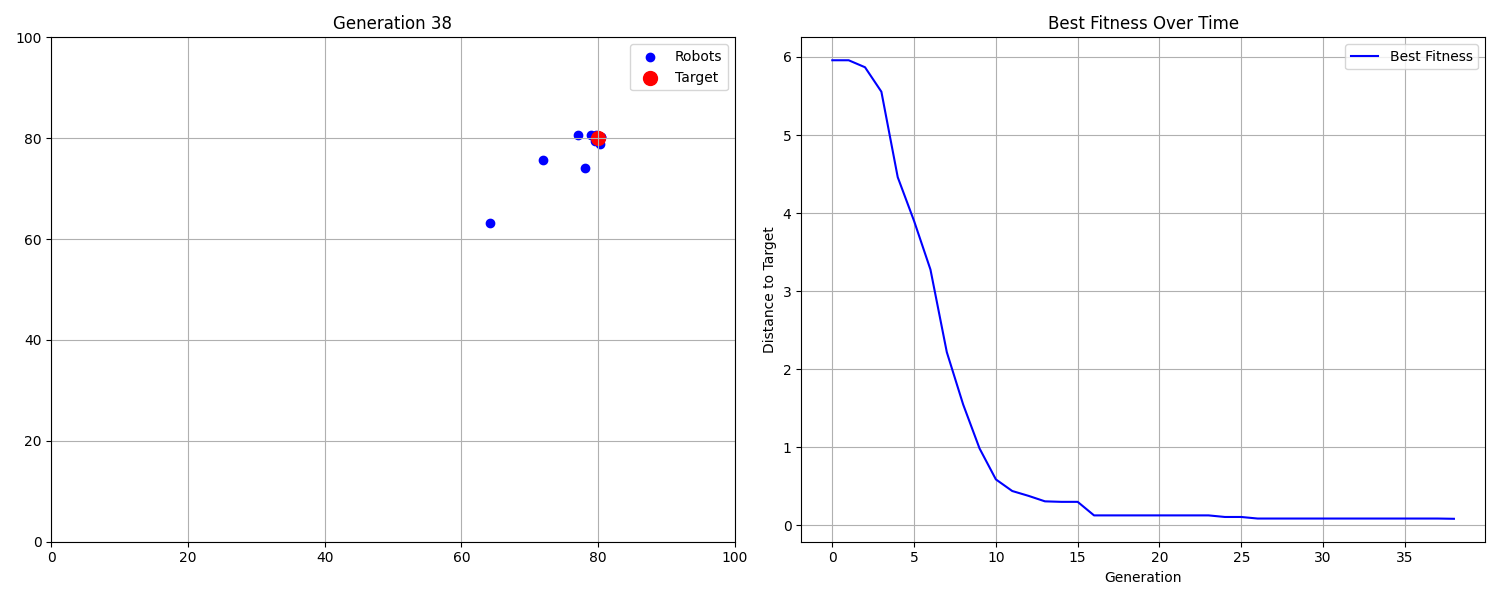 Generation 38
100
80
60
40
20
0
0 20 40 60 80 100
Robots
Target
Best Fitness Over Time
Distance to Target
6
5
4
3
2
1
0
0 5 10 15 20 25 30 35
Generation
Best Fitness